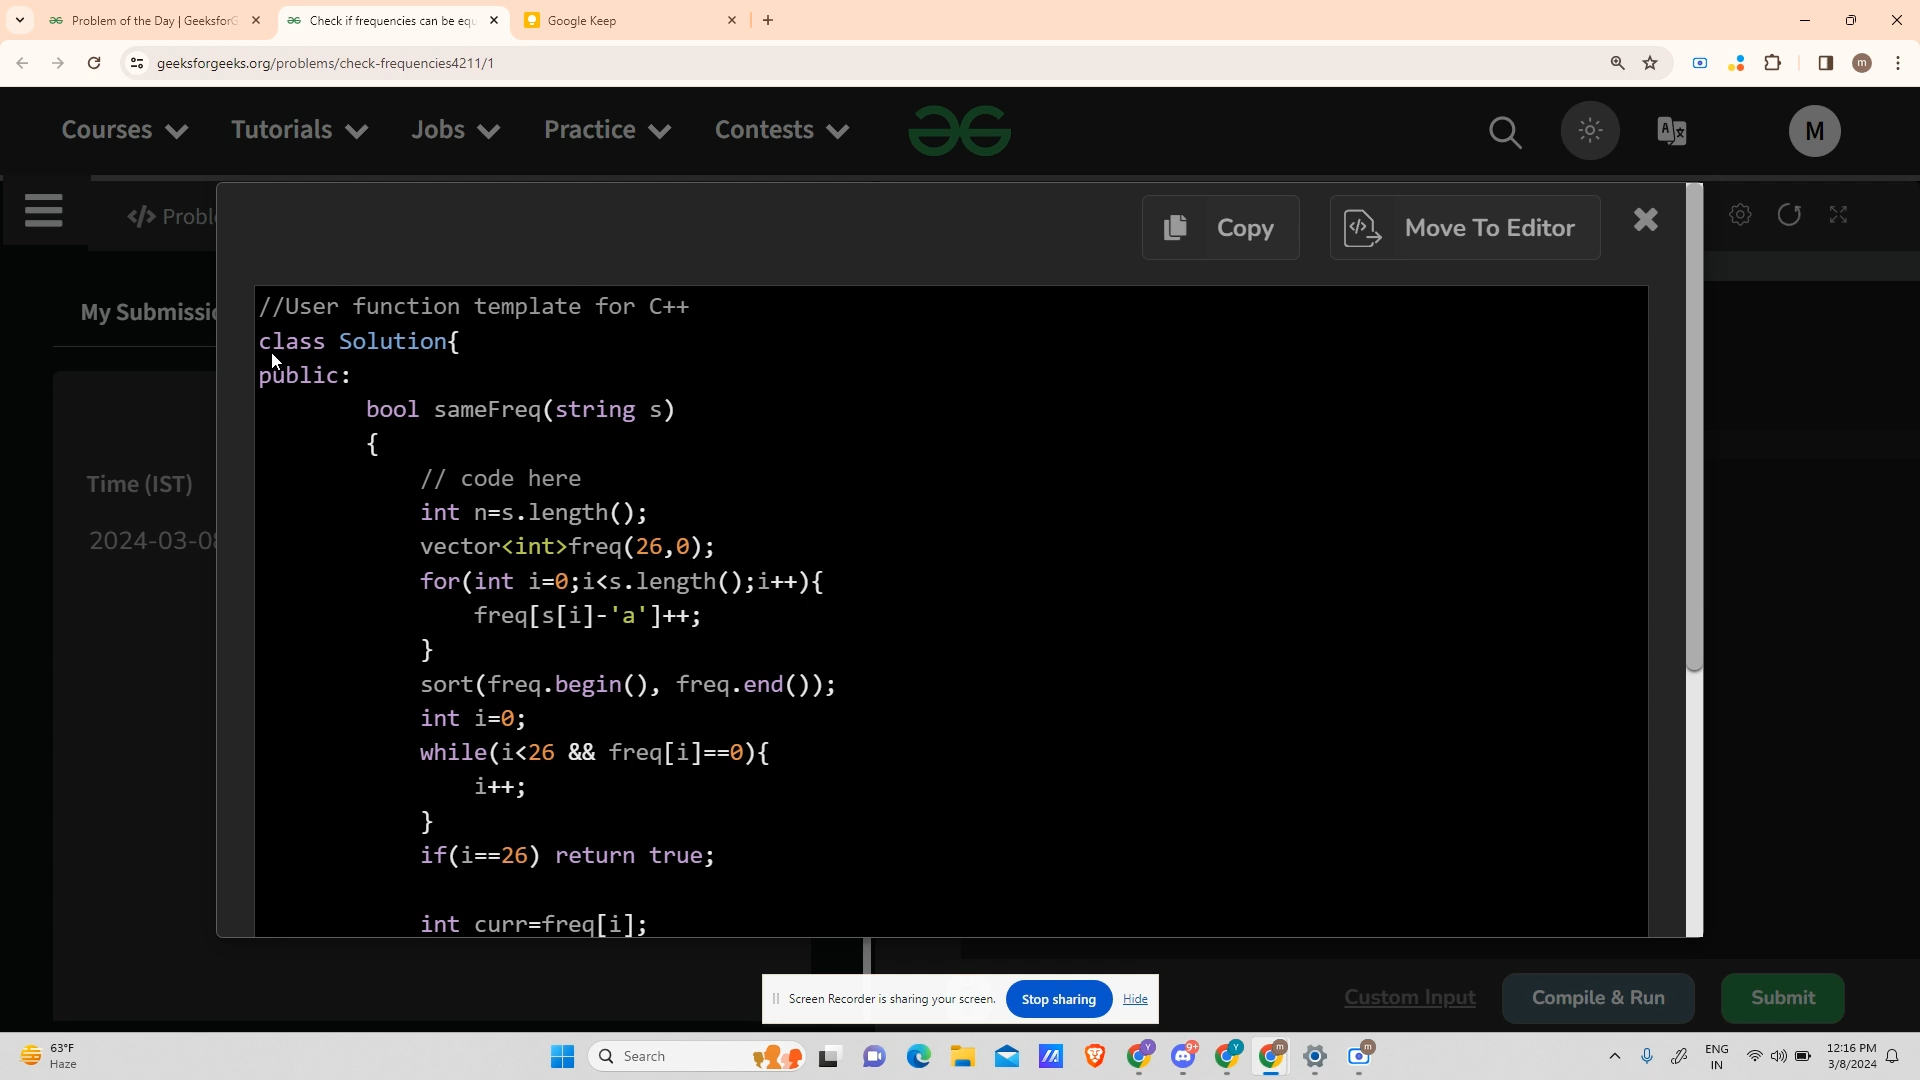 Problem of the Day | GeeksforG
Check if frequencies can be equ
Google Keep
geeksforgeeks.org/problems/check-frequencies4211/1
m
Courses
Tutorials
Jobs
Practice
Contests
M
</> Proble
Copy
Move To Editor
My Submissio
Time (IST)
2024-03-08
//User function template for C++
class Solution{
public:
bool sameFreq(string s)
{
// code here
int n=s.length();
vector<int>freq(26,0);
for(int i=0;i<s.length();i++){
freq[s[i]-'a']++;
}
sort(freq.begin(), freq.end());
int i=0;
while(i<26 && freq[i]==0){
i++;
}
if(i==26) return true;
int curr=freq[i];
Screen Recorder is sharing your screen.
Stop sharing
Hide
Custom Input
Compile & Run
Submit
63°F
Haze
Search
Y
9+
Y
m
m
ENG
IN
12:16 PM
3/8/2024